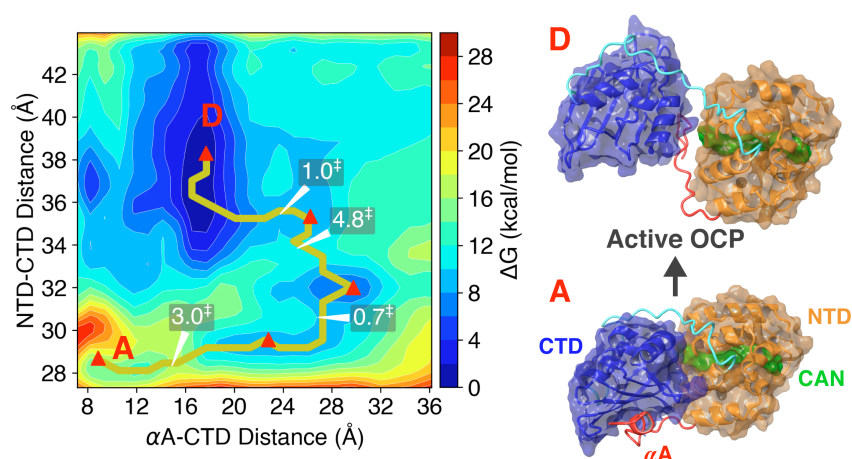 42
40
38
36
34
32
30
28
NTD-CTD Distance (Å)
8
12
16
20
24
28
32
36
αA-CTD Distance (Å)
D
A
1.0‡
4.8‡
0.7‡
3.0‡
28
24
20
16
12
8
4
0
ΔG (kcal/mol)
D
Active OCP
A
CTD
NTD
CAN
αA